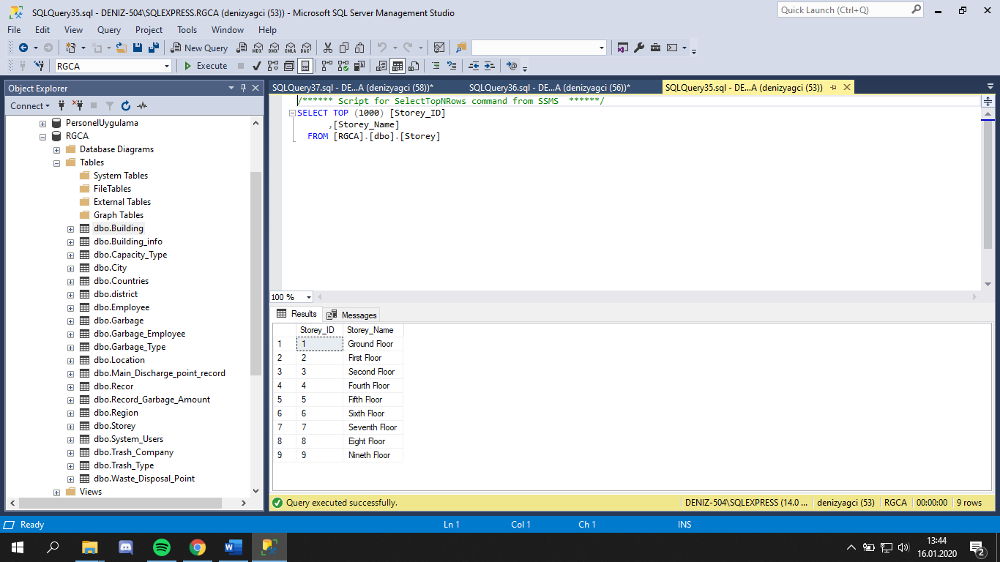 SQLQuery35.sql - DENIZ-504\SQLEXPRESS.RGCA (denizyagci (53)) - Microsoft SQL Server Management Studio
Quick Launch (Ctrl+Q)
File Edit View Query Project Tools Window Help
New Query MDX DMX XMLA DAX
RGCA Execute
Object Explorer
Connect
PersonelUygulama
RGCA
Database Diagrams
Tables
System Tables
FileTables
External Tables
Graph Tables
dbo.Building
dbo.Building_info
dbo.Capacity_Type
dbo.City
dbo.Countries
dbo.district
dbo.Employee
dbo.Garbage
dbo.Garbage_Employee
dbo.Garbage_Type
dbo.Location
dbo.Main_Discharge_point_record
dbo.Recor
dbo.Record_Garbage_Amount
dbo.Region
dbo.Storey
dbo.System_Users
dbo.Trash_Company
dbo.Trash_Type
dbo.Waste_Disposal_Point
Views
SQLQuery37.sql - DE...A (denizyagci (58))* SQLQuery36.sql - DE...A (denizyagci (56))* SQLQuery35.sql - DE...A (denizyagci (53))
/****** Script for SelectTopNRows command from SSMS ******/
SELECT TOP (1000) [Storey_ID]
,[Storey_Name]
FROM [RGCA].[dbo].[Storey]
100 %
Results Messages
Storey_ID Storey_Name
1 1 Ground Floor
2 2 First Floor
3 3 Second Floor
4 4 Fourth Floor
5 5 Fifth Floor
6 6 Sixth Floor
7 7 Seventh Floor
8 8 Eight Floor
9 9 Nineth Floor
Query executed successfully. DENIZ-504\SQLEXPRESS (14.0 ... denizyagci (53) RGCA 00:00:00 9 rows
Ready Ln 1 Col 1 Ch 1 INS
13:44
16.01.2020
2